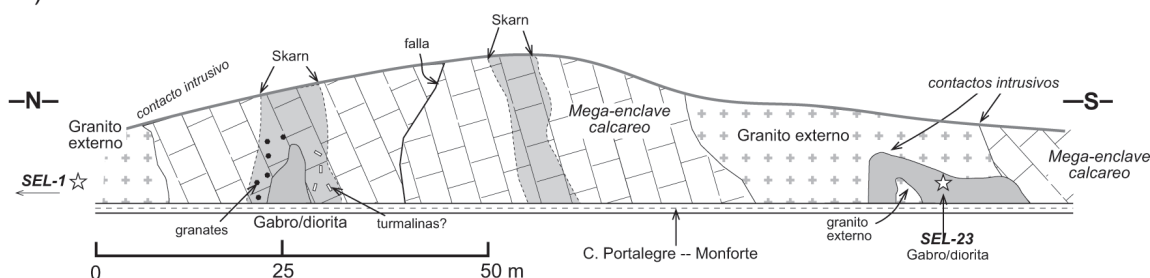 Skarn
falla
Skarn
contacto intrusivo
contactos intrusivos
–N–
–S–
Granito
externo
Mega-enclave
calcareo
Granito externo
Mega-enclave
calcareo
SEL-1
granates
Gabro/diorita
turmalinas?
C. Portalegre -- Monforte
granito
externo
SEL-23
Gabro/diorita
0
25
50 m